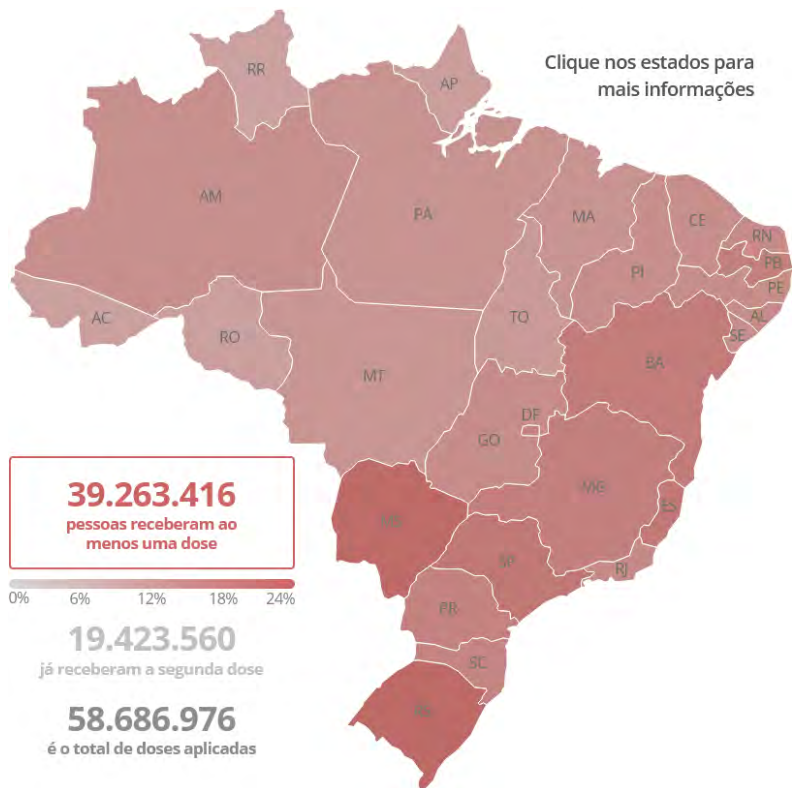 Clique nos estados para
mais informações
RR
AP
AM
PA
MA
CE
RN
PB
PE
PI
AL
SE
AC
RO
TO
BA
MT
DF
GO
MG
ES
MS
SP
RJ
PR
SC
RS
39.263.416
pessoas receberam ao
menos uma dose
0% 6% 12% 18% 24%
19.423.560
já receberam a segunda dose
58.686.976
é o total de doses aplicadas